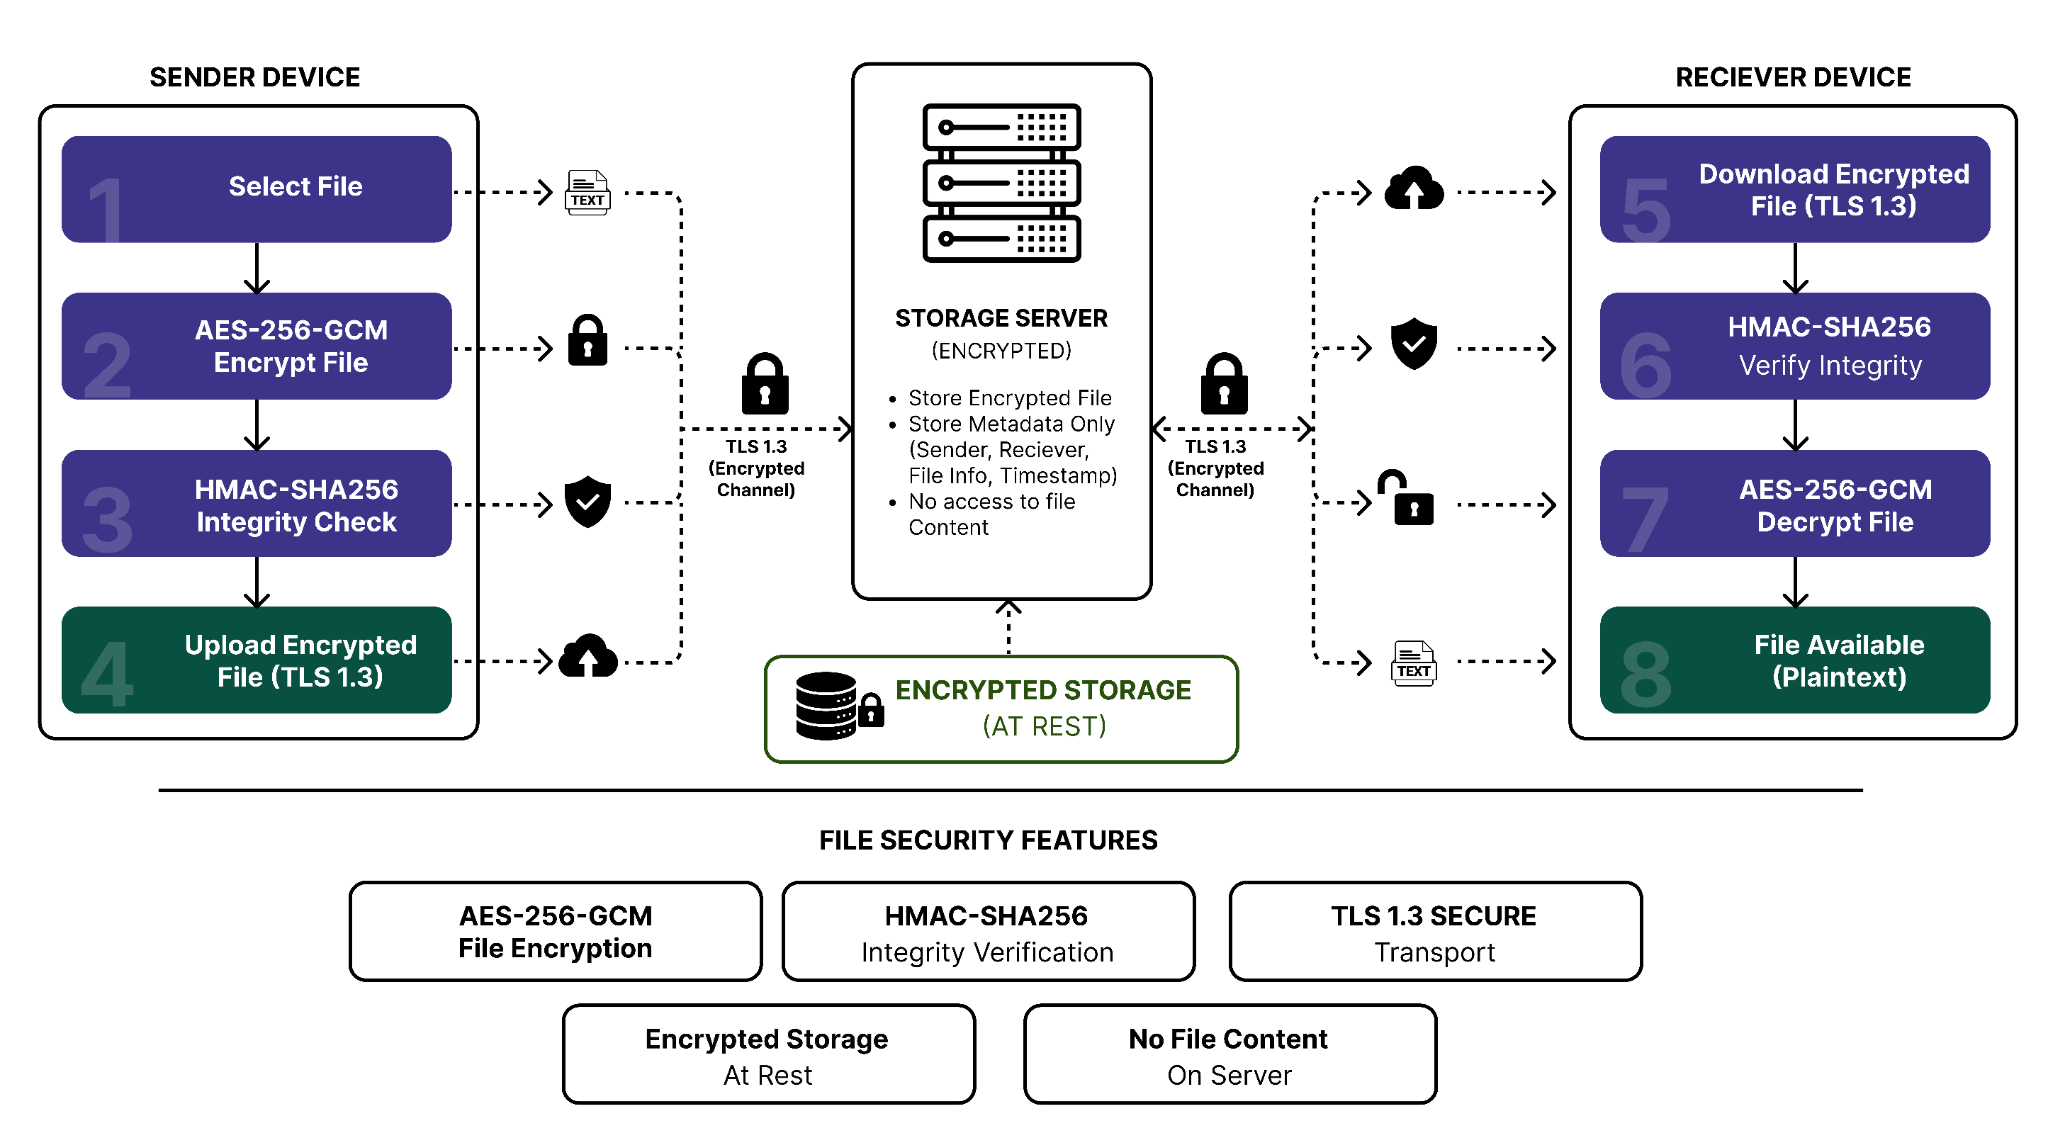 SENDER DEVICE
1
Select File
2
AES-256-GCM
Encrypt File
3
HMAC-SHA256
Integrity Check
4
Upload Encrypted
File (TLS 1.3)
TEXT
TLS 1.3
(Encrypted
Channel)
STORAGE SERVER
(ENCRYPTED)
• Store Encrypted File
• Store Metadata Only
(Sender, Reciever,
File Info, Timestamp)
• No access to file
Content
ENCRYPTED STORAGE
(AT REST)
TLS 1.3
(Encrypted
Channel)
TEXT
RECIEVER DEVICE
5
Download Encrypted
File (TLS 1.3)
6
HMAC-SHA256
Verify Integrity
7
AES-256-GCM
Decrypt File
8
File Available
(Plaintext)
FILE SECURITY FEATURES
AES-256-GCM
File Encryption
HMAC-SHA256
Integrity Verification
TLS 1.3 SECURE
Transport
Encrypted Storage
At Rest
No File Content
On Server